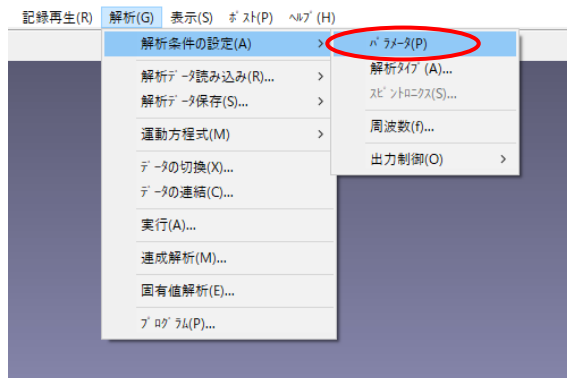 記録再生(R) 解析(G) 表示(S) ﾎﾟｽﾄ(P) ﾍﾙﾌﾟ(H)
解析条件の設定(A) >
解析ﾃﾞｰﾀ読み込み(R)... >
解析ﾃﾞｰﾀ保存(S)... >
運動方程式(M) >
ﾃﾞｰﾀの切換(X)...
ﾃﾞｰﾀの連結(C)...
実行(A)...
連成解析(M)...
固有値解析(E)...
ﾌﾟﾛｸﾞﾗﾑ(P)...
ﾊﾟﾗﾒｰﾀ(P)
解析ﾀｲﾌﾟ(A)...
ｽﾋﾟﾝﾄﾛﾆｸｽ(S)...
周波数(f)...
出力制御(O) >